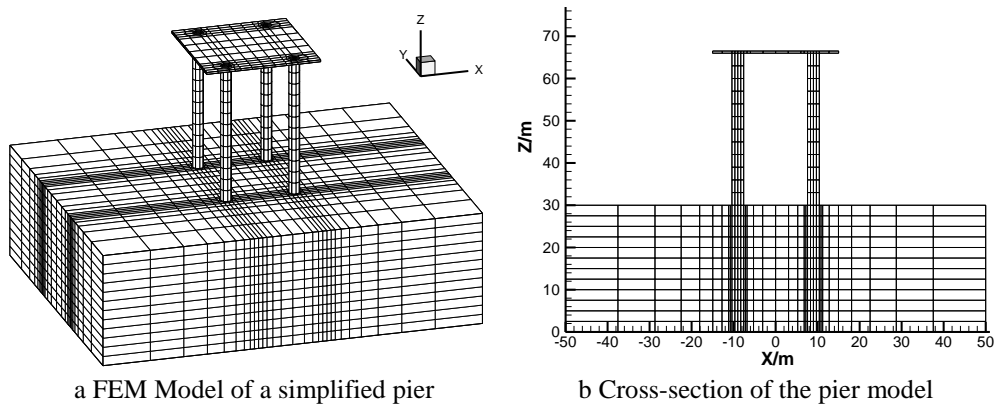 Z
Y
X
Z/m
70
60
50
40
30
20
10
0
-50 -40 -30 -20 -10 0 10 20 30 40 50
X/m
a FEM Model of a simplified pier
b Cross-section of the pier model